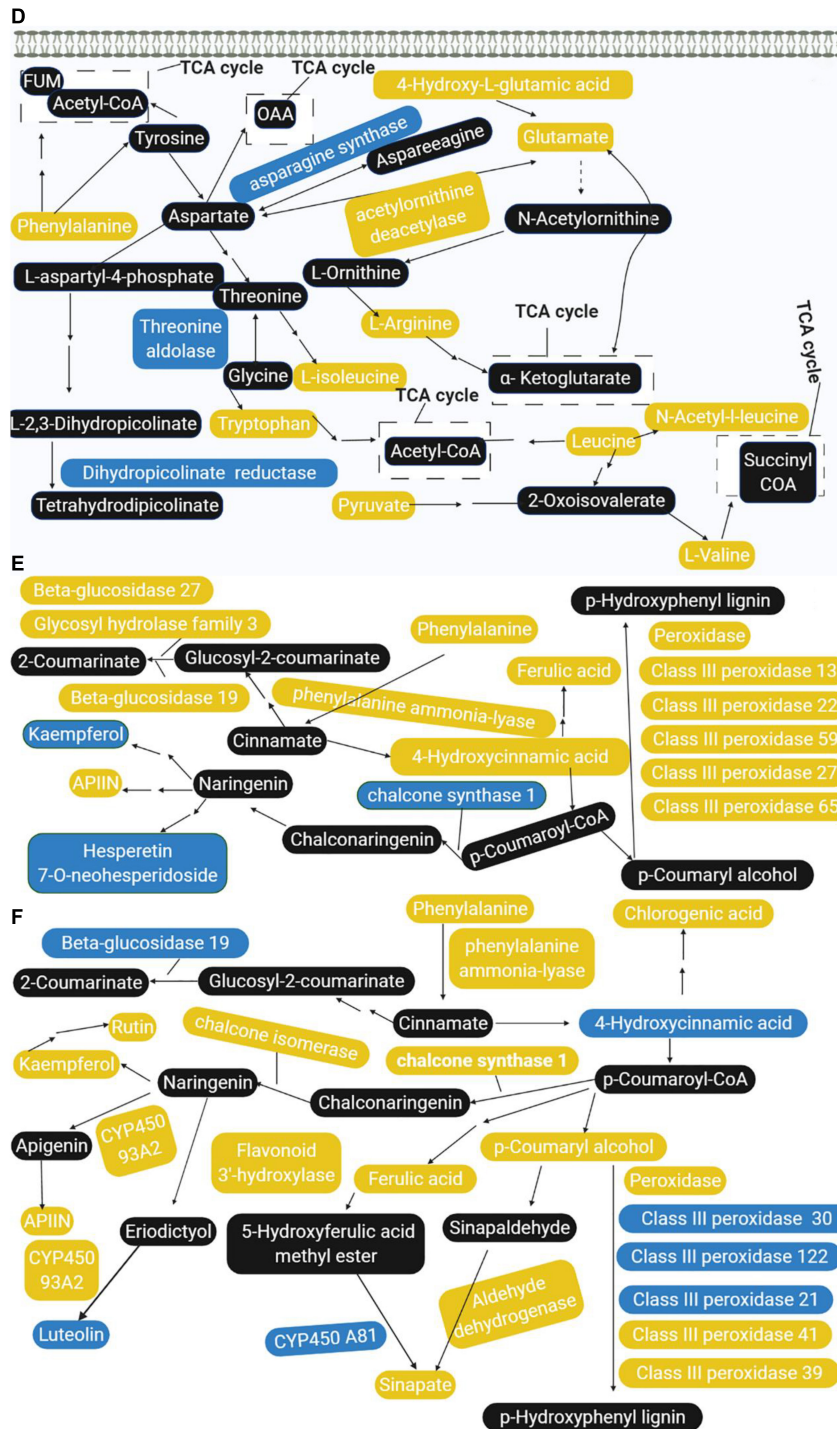 D
TCA cycle
TCA cycle
FUM
Acetyl-CoA
4-Hydroxy-L-glutamic acid
OAA
Tyrosine
asparagine synthase
Aspareeagine
Glutamate
Phenylalanine
Aspartate
acetylornithine
deacetylase
N-Acetylornithine
L-aspartyl-4-phosphate
Threonine
L-Ornithine
Threonine
aldolase
L-Arginine
TCA cycle
TCA cycle
Glycine
L-isoleucine
α- Ketoglutarate
TCA cycle
L-2,3-Dihydropicolinate
Tryptophan
Acetyl-CoA
Leucine
N-Acetyl-l-leucine
Succinyl
COA
Dihydropicolinate reductase
Tetrahydrodipicolinate
Pyruvate
2-Oxoisovalerate
L-Valine
E
Beta-glucosidase 27
Glycosyl hydrolase family 3
2-Coumarinate
Glucosyl-2-coumarinate
Beta-glucosidase 19
Phenylalanine
p-Hydroxyphenyl lignin
Peroxidase
Ferulic acid
Class III peroxidase 13
Class III peroxidase 22
Class III peroxidase 59
Class III peroxidase 27
Class III peroxidase 65
phenylalanine ammonia-lyase
Kaempferol
Cinnamate
4-Hydroxycinnamic acid
APIIN
Naringenin
chalcone synthase 1
Hesperetin
7-O-neohesperidoside
Chalconaringenin
p-Coumaroyl-CoA
p-Coumaryl alcohol
F
Phenylalanine
Chlorogenic acid
Beta-glucosidase 19
phenylalanine
ammonia-lyase
2-Coumarinate
Glucosyl-2-coumarinate
Cinnamate
4-Hydroxycinnamic acid
Rutin
chalcone isomerase
Kaempferol
chalcone synthase 1
Naringenin
Chalconaringenin
p-Coumaroyl-CoA
Apigenin
CYP450
93A2
Flavonoid
3'-hydroxylase
Ferulic acid
p-Coumaryl alcohol
Peroxidase
APIIN
Eriodictyol
5-Hydroxyferulic acid
methyl ester
Sinapaldehyde
Class III peroxidase 30
CYP450
93A2
Class III peroxidase 122
Class III peroxidase 21
Luteolin
CYP450 A81
Aldehyde
dehydrogenase
Class III peroxidase 41
Class III peroxidase 39
Sinapate
p-Hydroxyphenyl lignin